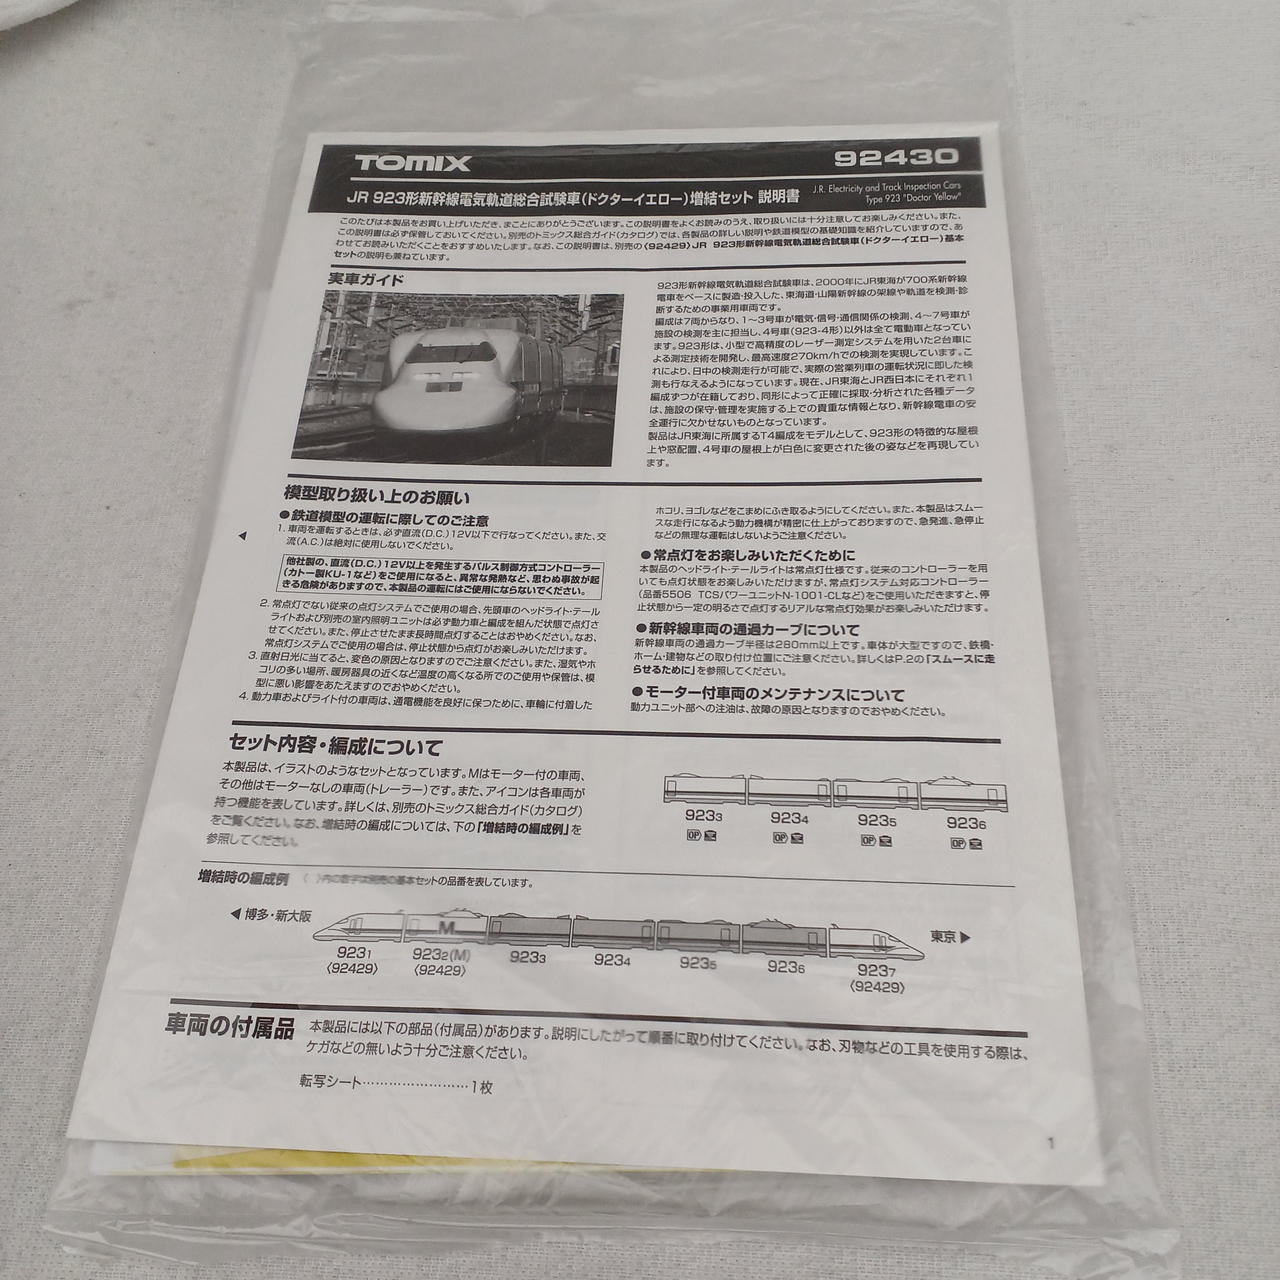 TOMIX
92430
JR 923形新幹線電気軌道総合試験車(ドクターイエロー)増結セット 説明書
J.R. Electricity and Track Inspection Cars
Type 923 "Doctor Yellow"
このたびは本製品をお買い上げいただき、まことにありがとうございます。この説明書をよくお読みのうえ、取り扱いには十分注意してお楽しみください。また、
この説明書は必ず保管しておいてください。別売のトミックス総合ガイド(カタログ)では、各製品の詳しい説明や鉄道模型の基礎知識を紹介していますので、あ
わせてお読みいただくことをおすすめいたします。なお、この説明書は、別売の〈92429〉JR 923形新幹線電気軌道総合試験車(ドクターイエロー)基本
セットの説明も兼ねています。
実車ガイド
923形新幹線電気軌道総合試験車は、2000年にJR東海が700系新幹線
電車をベースに製造・投入した、東海道・山陽新幹線の架線や軌道を検測・診
断するための事業用車両です。
編成は7両からなり、1〜3号車が電気・信号・通信関係の検測、4〜7号車が
施設の検測を主に担当し、4号車(923-4形)以外は全て電動車となってい
ます。923形は、小型で高精度のレーザー測定システムを用いた2台車に
よる測定技術を開発し、最高速度270km/hでの検測を実現しています。こ
れにより、日中の検測走行が可能で、実際の営業列車の運転状況に即した検
測も行なえるようになっています。現在、JR東海とJR西日本にそれぞれ1
編成ずつが在籍しており、同形によって正確に採取・分析された各種データ
は、施設の保守・管理を実施する上での貴重な情報となり、新幹線電車の安
全運行に欠かせないものとなっています。
製品はJR東海に所属するT4編成をモデルとして、923形の特徴的な屋根
上や窓配置、4号車の屋根上が白色に変更された後の姿などを再現してい
ます。
模型取り扱い上のお願い
●鉄道模型の運転に際してのご注意
1. 車両を運転するときは、必ず直流(D.C.)12V以下で行なってください。また、交
流(A.C.)は絶対に使用しないでください。
他社製の、直流(D.C.)12V以上を発生するパルス制御方式コントローラー
(カトー製KU-1など)をご使用になると、異常な発熱など、思わぬ事故が起
きる危険がありますので、本製品の運転にはご使用にならないでください。
2. 常点灯でない従来の点灯システムでご使用の場合、先頭車のヘッドライト・テール
ライトおよび別売の室内照明ユニットは必ず動力車と編成を組んだ状態で点灯さ
せてください。また、停止させたまま長時間点灯することはおやめください。なお、
常点灯システムでご使用の場合は、停止状態から点灯がお楽しみいただけます。
3. 直射日光に当てると、変色の原因となりますのでご注意ください。また、湿気やホ
コリの多い場所、暖房器具の近くなど温度の高くなる所でのご使用や保管は、模
型に悪い影響をあたえますのでおやめください。
4. 動力車およびライト付の車両は、通電機能を良好に保つために、車輪に付着した
ホコリ、ヨゴレなどをこまめにふき取るようにしてください。また、本製品はスムー
スな走行になるよう動力機構が精密に仕上がっておりますので、急発進、急停止
などの無理な運転はしないようご注意ください。
●常点灯をお楽しみいただくために
本製品のヘッドライト・テールライトは常点灯仕様です。従来のコントローラーを用
いても点灯状態をお楽しみいただけますが、常点灯システム対応コントローラー
(品番5506 TCSパワーユニットN-1001-CLなど)をご使用いただきますと、停
止状態から一定の明るさで点灯するリアルな常点灯効果がお楽しみいただけます。
●新幹線車両の通過カーブについて
新幹線車両の通過カーブ半径は280mm以上です。車体が大型ですので、鉄橋・
ホーム・建物などの取り付け位置にご注意ください。詳しくはP.2の「スムースに走
らせるために」を参照してください。
●モーター付車両のメンテナンスについて
動力ユニット部への注油は、故障の原因となりますのでおやめください。
セット内容・編成について
本製品は、イラストのようなセットとなっています。Mはモーター付の車両、
その他はモーターなしの車両(トレーラー)です。また、アイコンは各車両が
持つ機能を表しています。詳しくは、別売のトミックス総合ガイド(カタログ)
をご覧ください。なお、増結時の編成については、下の「増結時の編成例」を
参照してください。
9233 9234 9235 9236
OP OP OP OP
増結時の編成例 ( )内の数字は別売の基本セットの品番を表しています。
◀博多・新大阪
M
東京▶
9231 9232(M) 9233 9234 9235 9236 9237
〈92429〉 〈92429〉 〈92429〉
車両の付属品
本製品には以下の部品(付属品)があります。説明にしたがって順番に取り付けてください。なお、刃物などの工具を使用する際は、
ケガなどの無いよう十分ご注意ください。
転写シート……………………1枚
1